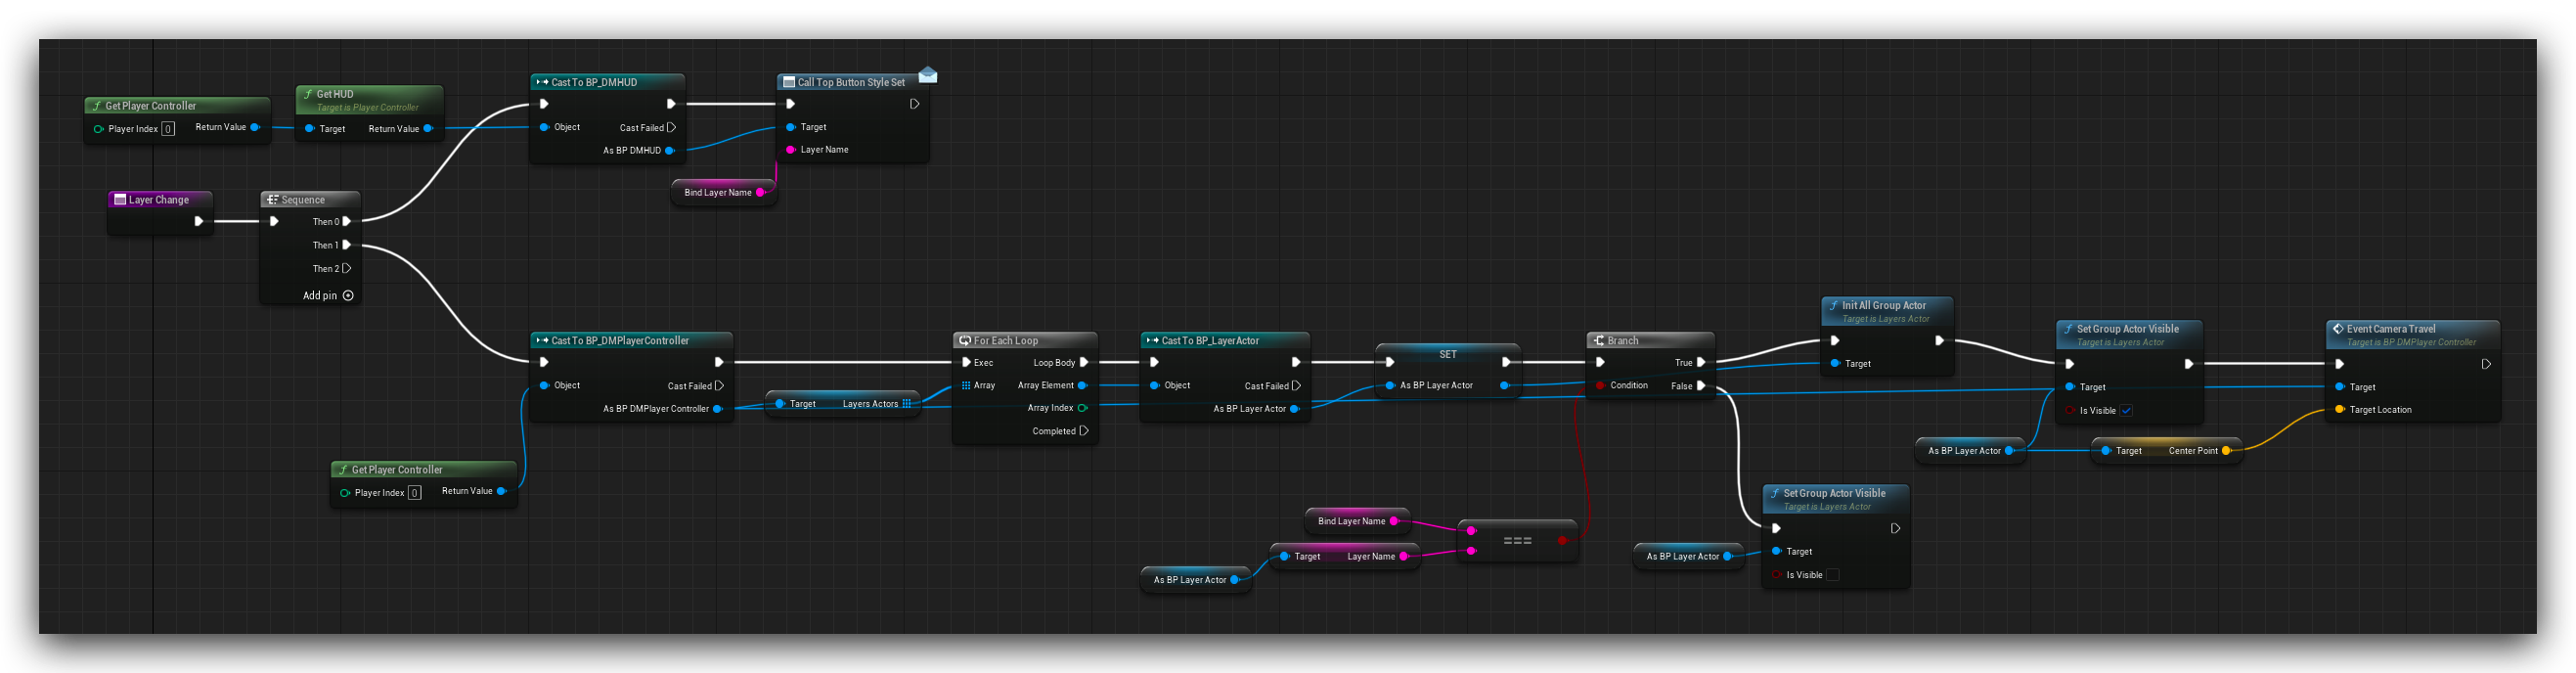 Get Player Controller
Player Index 0 Return Value
Get HUD
Target is Player Controller
Target Return Value
Cast To BP_DMHUD
Object Cast Failed
As BP DMHUD
Call Top Button Style Set
Target
Layer Name
Bind Layer Name
Layer Change
Sequence
Then 0
Then 1
Then 2
Add pin
Cast To BP_DMPlayerController
Object Cast Failed
As BP DMPlayer Controller
Get Player Controller
Player Index 0 Return Value
Target Layers Actors
For Each Loop
Exec Loop Body
Array Array Element
Array Index
Completed
Cast To BP_LayerActor
Object Cast Failed
As BP Layer Actor
SET
As BP Layer Actor
Branch
True
Condition False
Bind Layer Name
Target Layer Name
As BP Layer Actor
===
Init All Group Actor
Target is Layers Actor
Target
Set Group Actor Visible
Target is Layers Actor
Target
Is Visible
As BP Layer Actor
Target Center Point
Event Camera Travel
Target is BP DMPlayer Controller
Target
Target Location
Set Group Actor Visible
Target is Layers Actor
As BP Layer Actor
Target
Is Visible